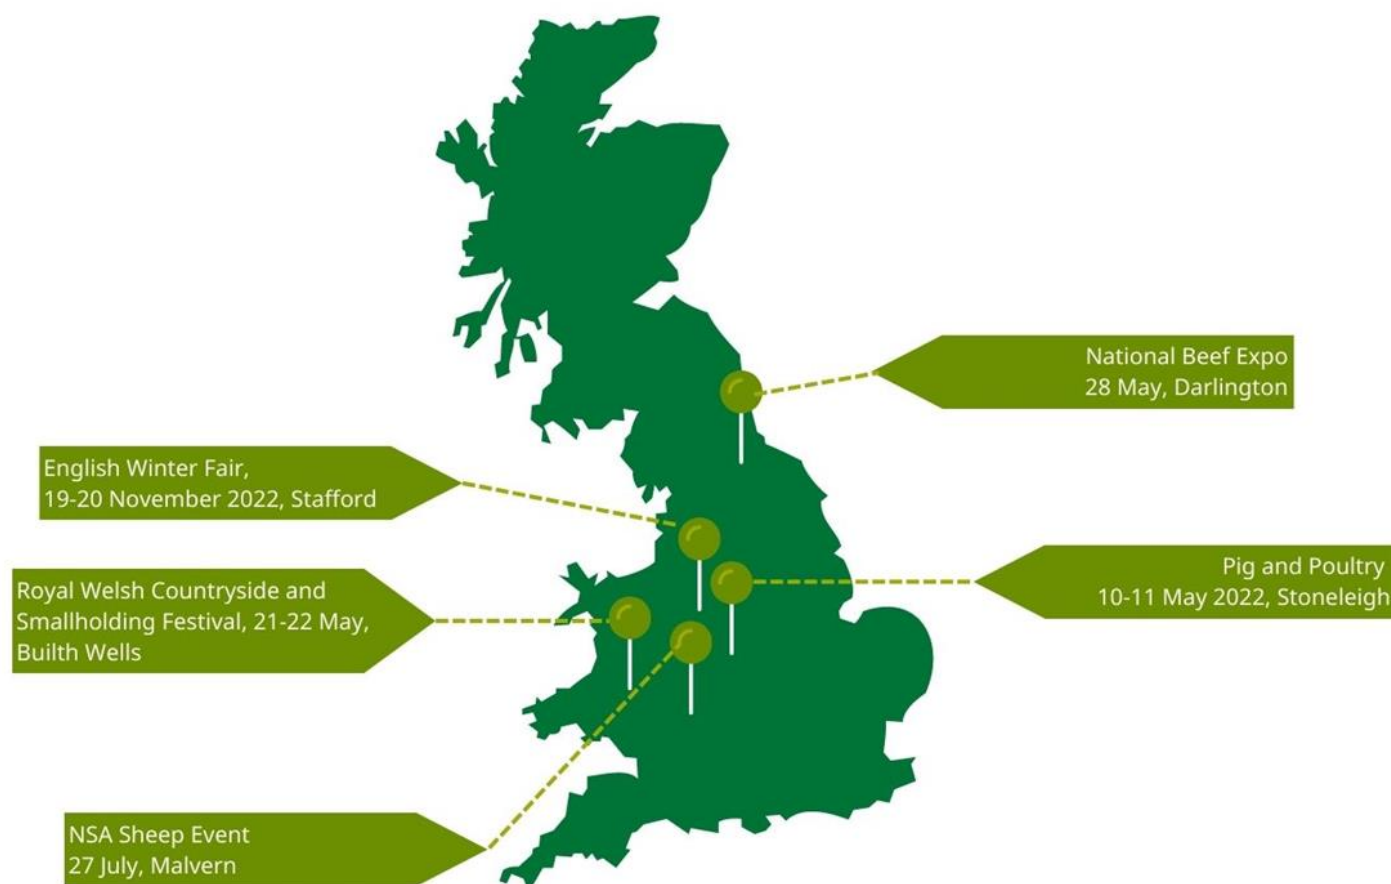 National Beef Expo
28 May, Darlington
English Winter Fair,
19-20 November 2022, Stafford
Pig and Poultry
10-11 May 2022, Stoneleigh
Royal Welsh Countryside and
Smallholding Festival, 21-22 May,
Builth Wells
NSA Sheep Event
27 July, Malvern